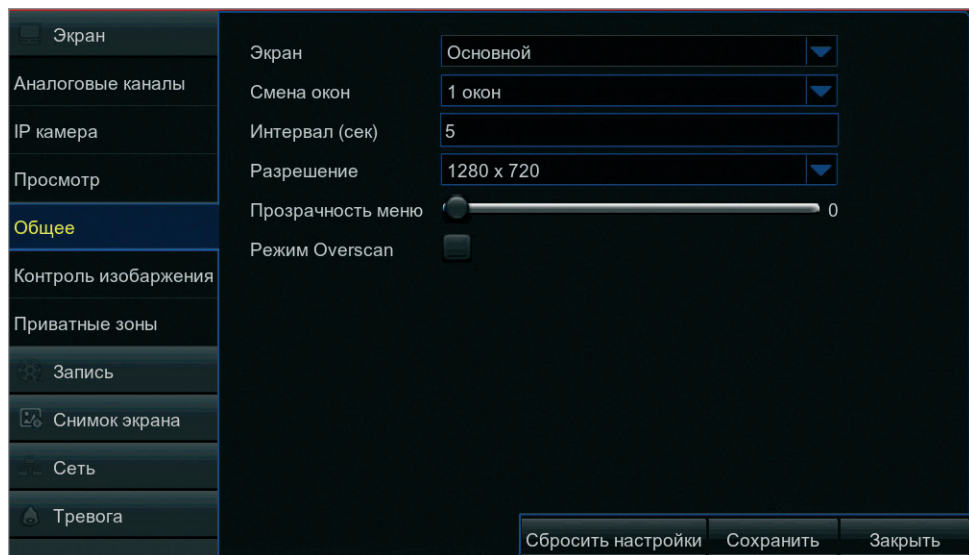 Экран
Аналоговые каналы
IP камера
Просмотр
Общее
Контроль изобаржения
Приватные зоны
Запись
Снимок экрана
Сеть
Тревога
Экран Основной
Смена окон 1 окон
Интервал (сек) 5
Разрешение 1280 x 720
Прозрачность меню 0
Режим Overscan
Сбросить настройки Сохранить Закрыть